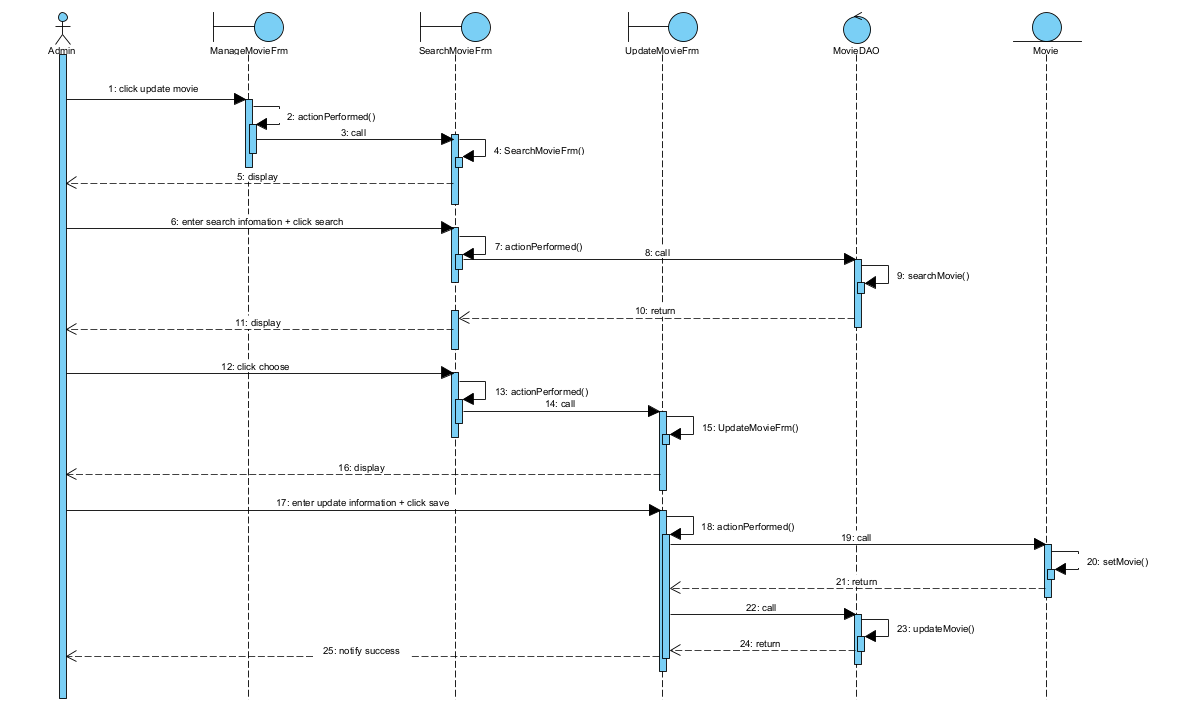 Admin
ManageMovieFrm
SearchMovieFrm
UpdateMovieFrm
MovieDAO
Movie
1: click update movie
2: actionPerformed()
3: call
4: SearchMovieFrm()
5: display
6: enter search infomation + click search
7: actionPerformed()
8: call
9: searchMovie()
10: return
11: display
12: click choose
13: actionPerformed()
14: call
15: UpdateMovieFrm()
16: display
17: enter update information + click save
18: actionPerformed()
19: call
20: setMovie()
21: return
22: call
23: updateMovie()
24: return
25: notify success